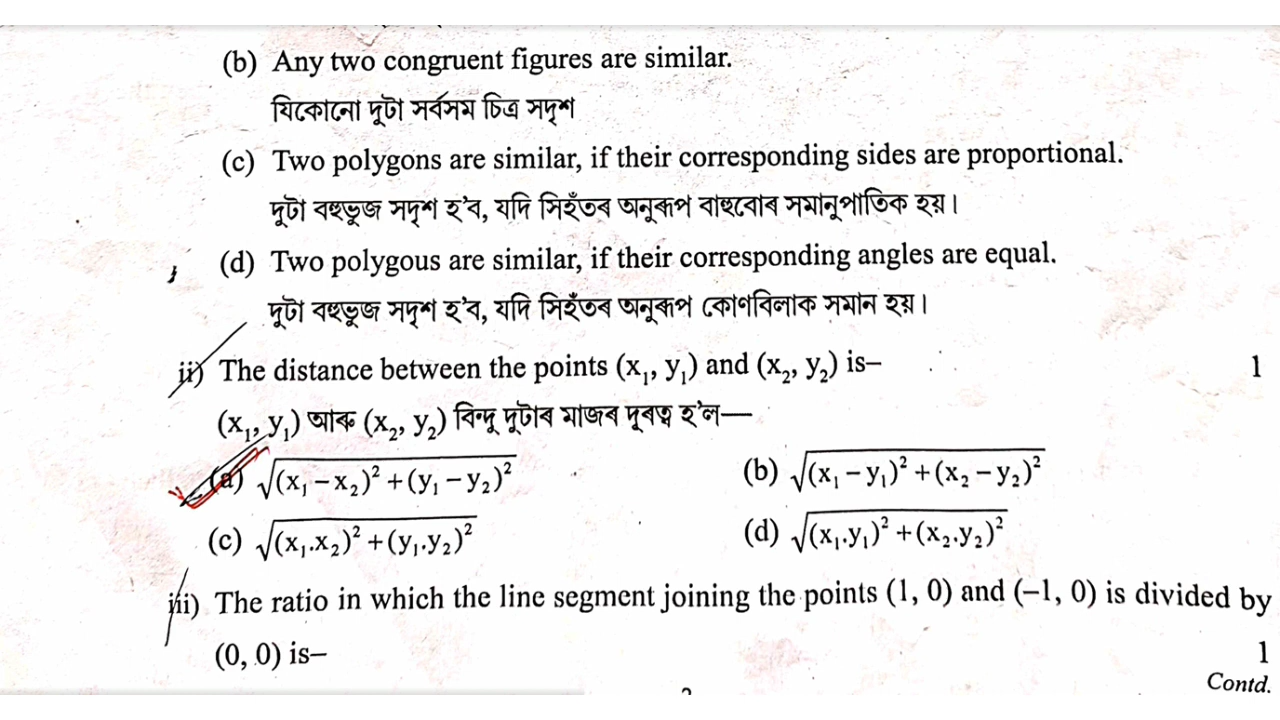 (b) Any two congruent figures are similar.
যিকোনো দুটা সৰ্বসম চিত্ৰ সদৃশ
(c) Two polygons are similar, if their corresponding sides are proportional.
দুটা বহুভুজ সদৃশ হ'ব, যদি সিহঁতৰ অনুৰূপ বাহুবোৰ সমানুপাতিক হয়।
(d) Two polygous are similar, if their corresponding angles are equal.
দুটা বহুভুজ সদৃশ হ'ব, যদি সিহঁতৰ অনুৰূপ কোণবিলাক সমান হয়।
ii) The distance between the points (x₁, y₁) and (x₂, y₂) is– 1
(x₁, y₁) আৰু (x₂, y₂) বিন্দু দুটাৰ মাজৰ দূৰত্ব হ'ল—
(a) √(x₁ – x₂)² + (y₁ – y₂)² (b) √(x₁ – y₁)² + (x₂ – y₂)²
(c) √(x₁.x₂)² + (y₁.y₂)² (d) √(x₁.y₁)² + (x₂.y₂)²
iii) The ratio in which the line segment joining the points (1, 0) and (–1, 0) is divided by
(0, 0) is– 1
Contd.